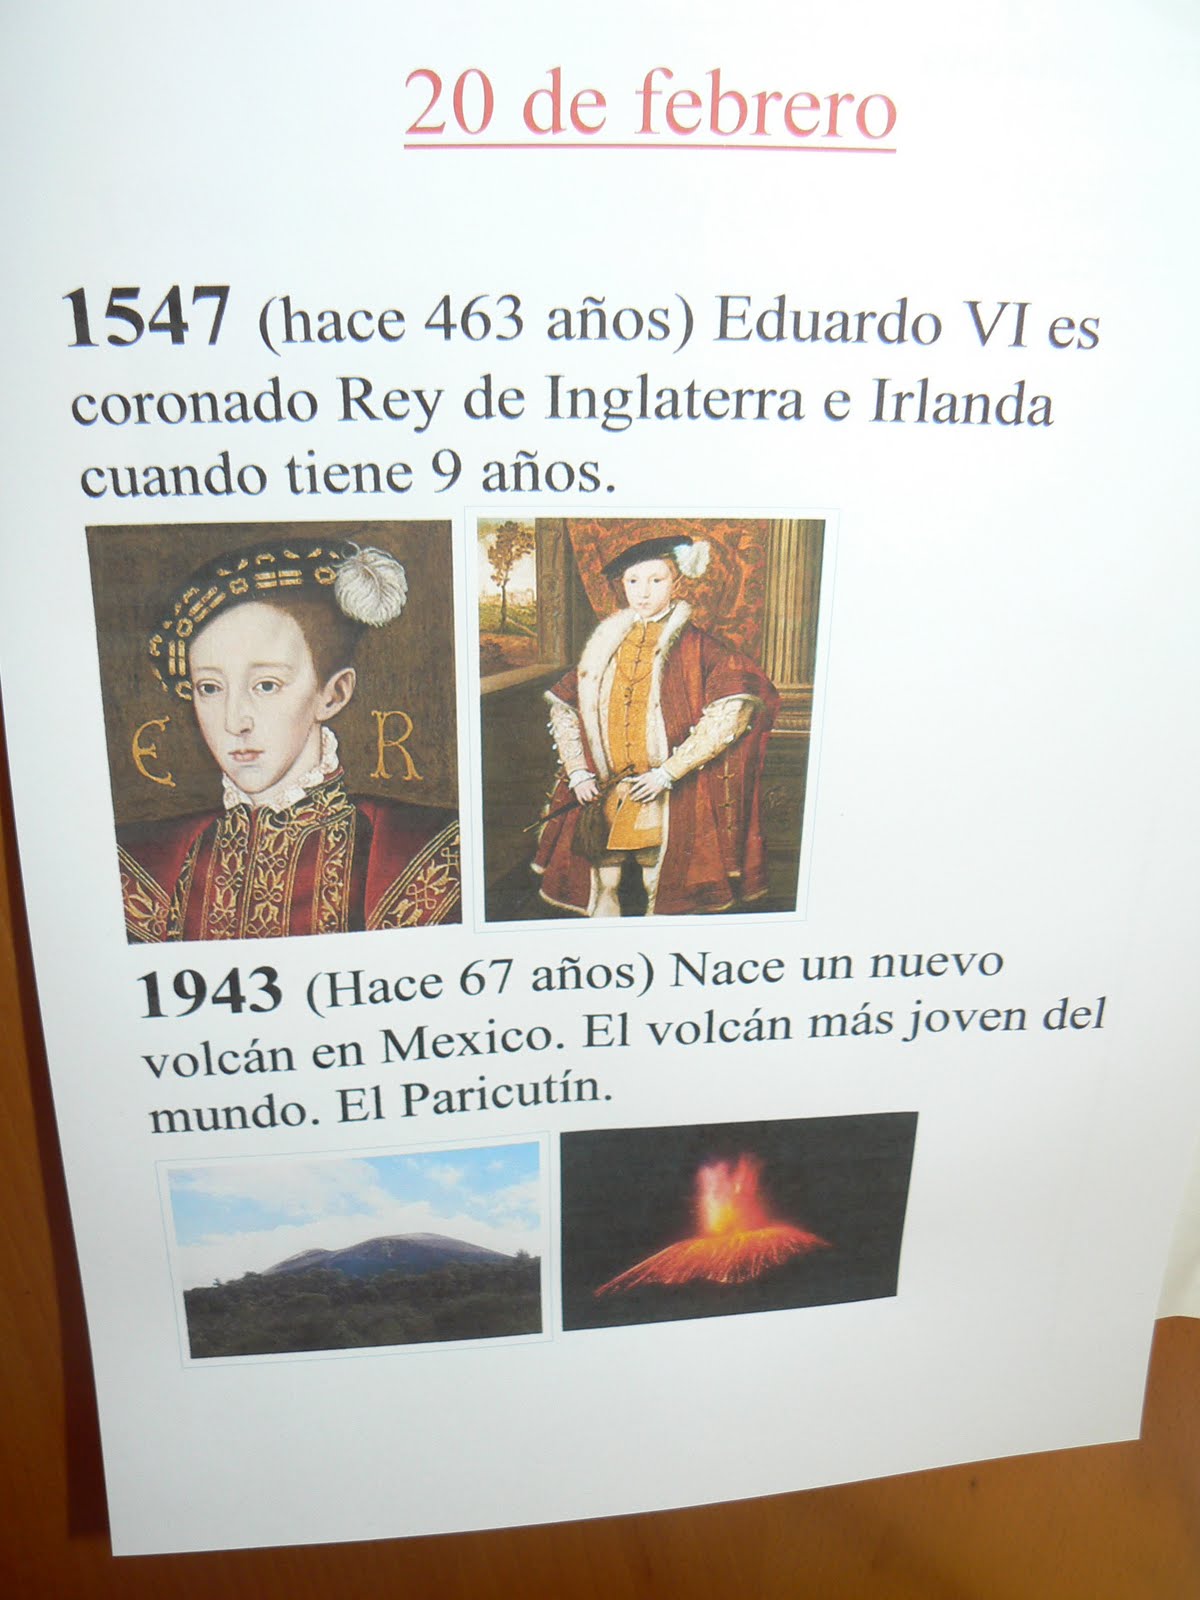 20 de febrero
1547 (hace 463 años) Eduardo VI es
coronado Rey de Inglaterra e Irlanda
cuando tiene 9 años.
E R
1943 (Hace 67 años) Nace un nuevo
volcán en Mexico. El volcán más joven del
mundo. El Paricutín.